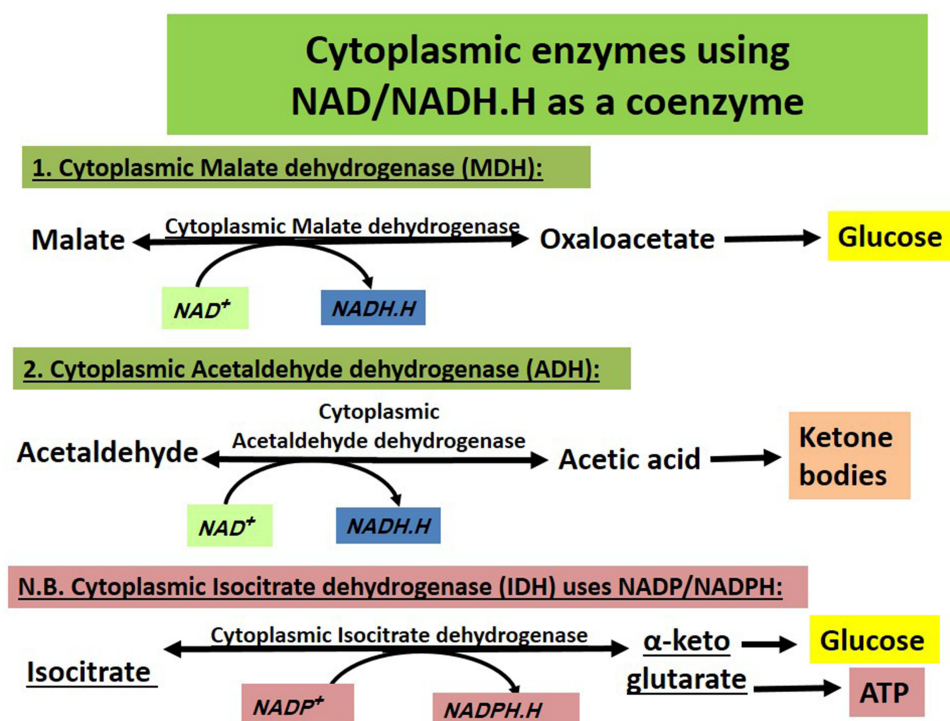 Cytoplasmic enzymes using
NAD/NADH.H as a coenzyme
1. Cytoplasmic Malate dehydrogenase (MDH):
Malate
Cytoplasmic Malate dehydrogenase
Oxaloacetate
Glucose
NAD⁺
NADH.H
2. Cytoplasmic Acetaldehyde dehydrogenase (ADH):
Cytoplasmic
Acetaldehyde dehydrogenase
Acetaldehyde
Acetic acid
Ketone
bodies
NAD⁺
NADH.H
N.B. Cytoplasmic Isocitrate dehydrogenase (IDH) uses NADP/NADPH:
Isocitrate
Cytoplasmic Isocitrate dehydrogenase
α-keto
glutarate
Glucose
ATP
NADP⁺
NADPH.H